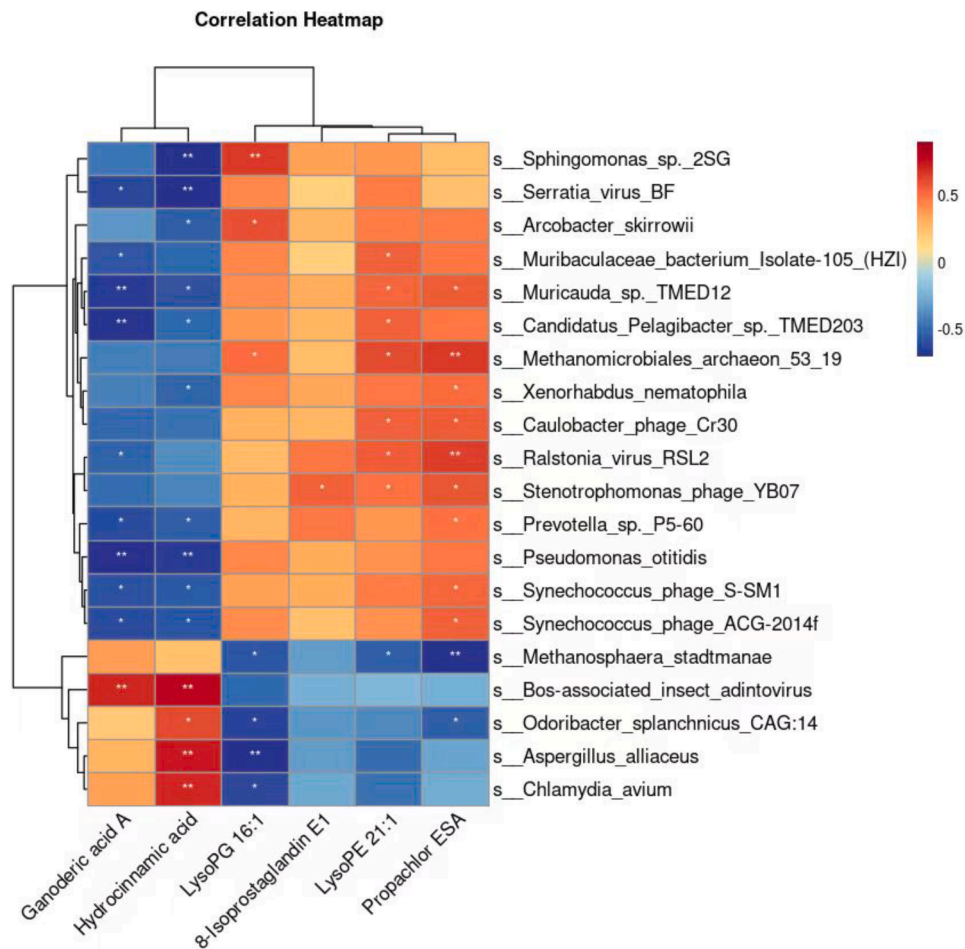 Correlation Heatmap
** ** s__Sphingomonas_sp._2SG
* ** s__Serratia_virus_BF
* * s__Arcobacter_skirrowii
* * s__Muribaculaceae_bacterium_Isolate-105_(HZI)
** * * * s__Muricauda_sp._TMED12
** * * s__Candidatus_Pelagibacter_sp._TMED203
* * ** s__Methanomicrobiales_archaeon_53_19
* * s__Xenorhabdus_nematophila
* * s__Caulobacter_phage_Cr30
* * ** s__Ralstonia_virus_RSL2
* * * s__Stenotrophomonas_phage_YB07
* * * s__Prevotella_sp._P5-60
** ** s__Pseudomonas_otitidis
* * * s__Synechococcus_phage_S-SM1
* * * s__Synechococcus_phage_ACG-2014f
* * ** s__Methanosphaera_stadtmanae
** ** s__Bos-associated_insect_adintovirus
* * * s__Odoribacter_splanchnicus_CAG:14
** ** s__Aspergillus_alliaceus
** * s__Chlamydia_avium
0.5
0
-0.5
Ganoderic acid A
Hydrocinnamic acid
LysoPG 16:1
8-Isoprostaglandin E1
LysoPE 21:1
Propachlor ESA